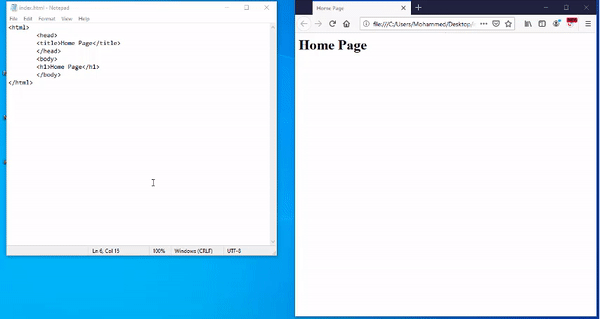 index.html - Notepad
File Edit Format View Help
<html>
<head>
<title>Home Page</title>
</head>
<body>
<h1>Home Page</h1>
</body>
</html>
Ln 6, Col 15
100%
Windows (CRLF)
UTF-8
Home Page
file:///C:/Users/Mohammed/Desktop/
Home Page